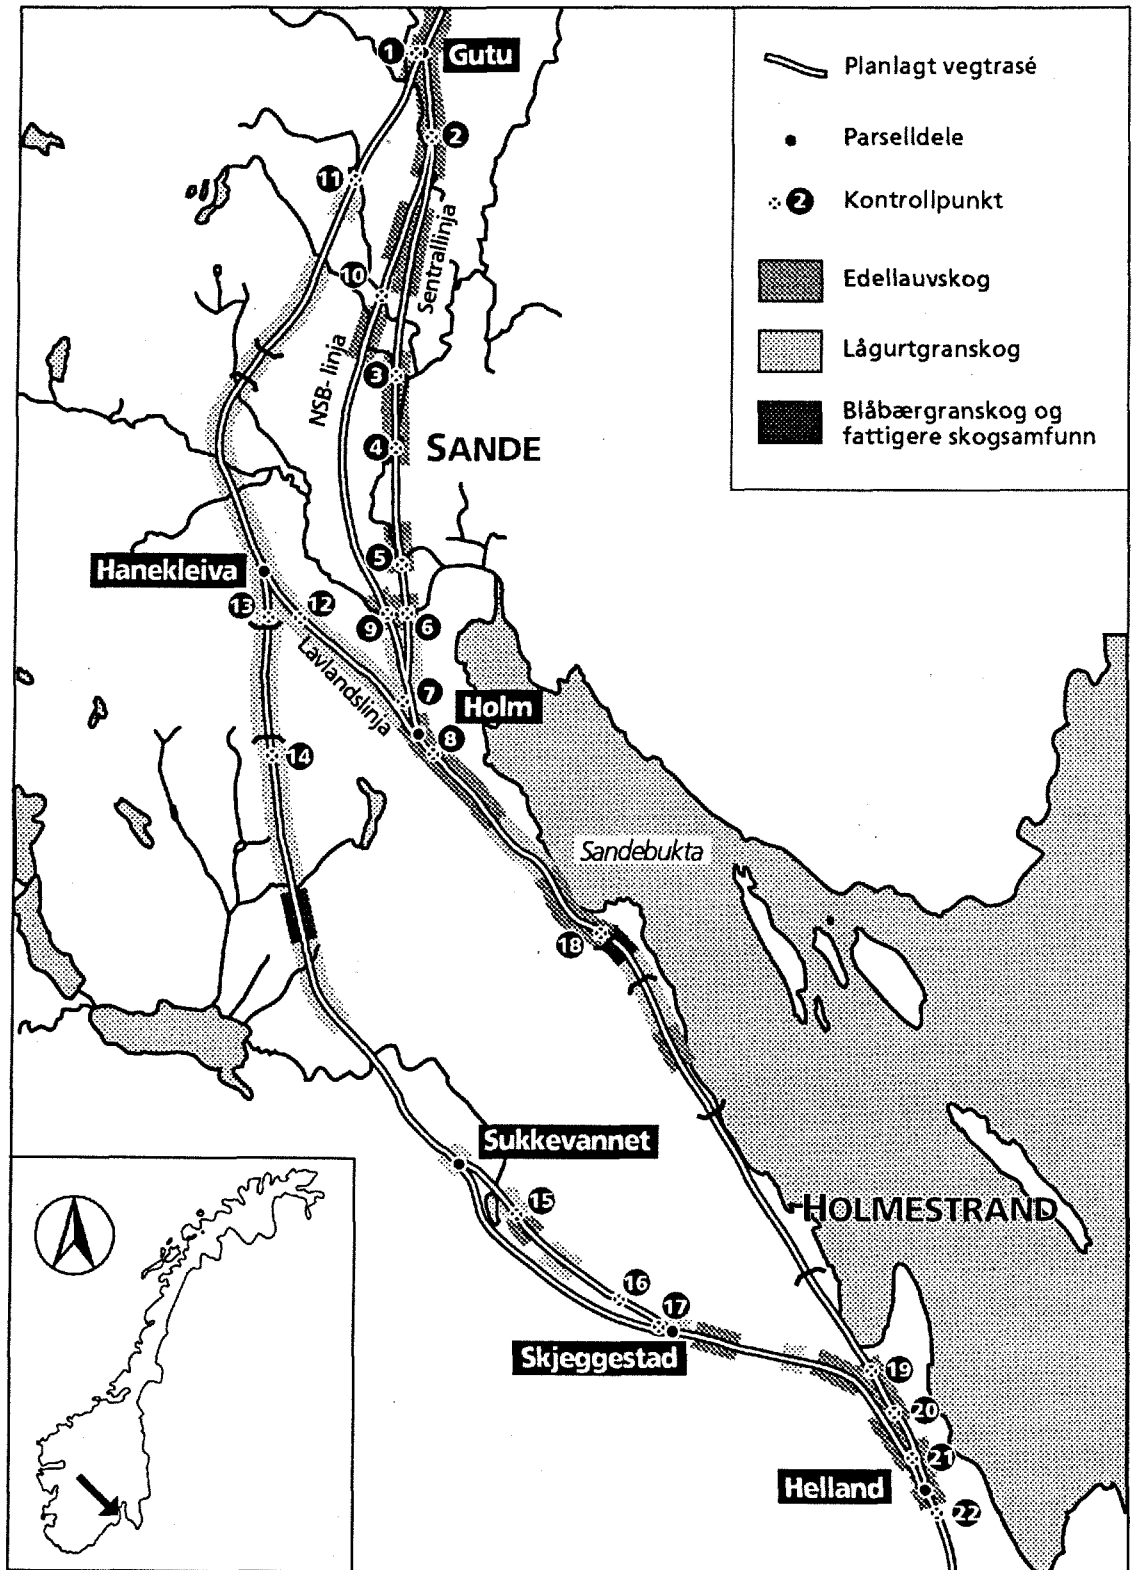 1 Gutu
2
11
10
Sentrallinja
NSB-linja
3
4
SANDE
5
Hanekleiva
13
12
9
6
Lavlandslinja
7
Holm
8
14
Sandebukta
18
Sukkevannet
15
HOLMESTRAND
16
17
Skjeggestad
19
20
21
Helland
22
Planlagt vegtrasé
Parselldele
2 Kontrollpunkt
Edellauvskog
Lågurtgranskog
Blåbærgranskog og
fattigere skogsamfunn